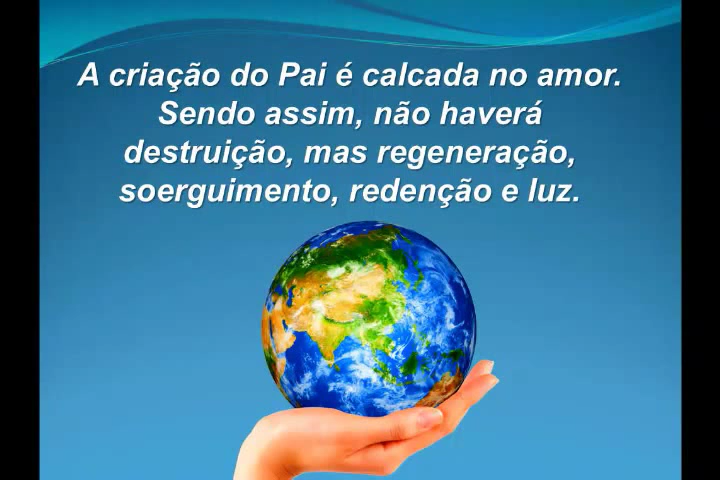 A criação do Pai é calcada no amor.
Sendo assim, não haverá
destruição, mas regeneração,
soerguimento, redenção e luz.